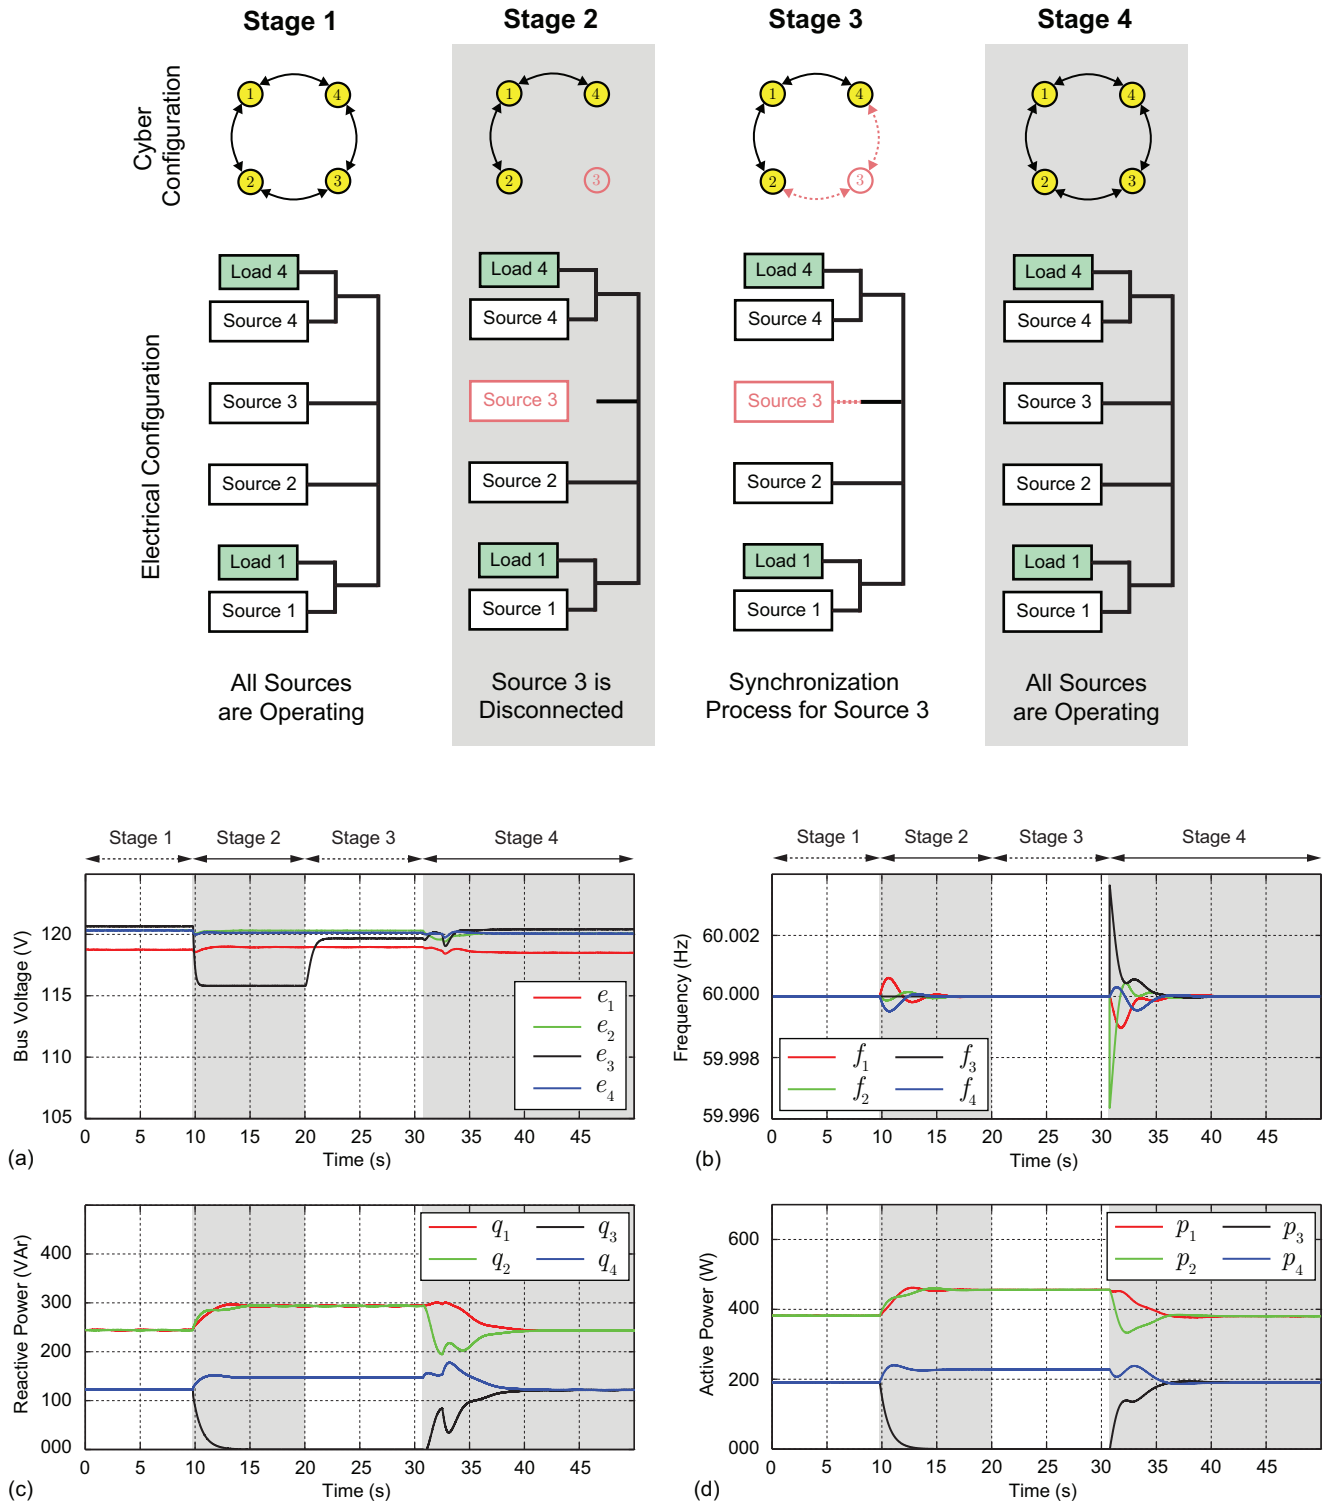 Stage 1
Stage 2
Stage 3
Stage 4
Cyber
Configuration
1
4
2
3
1
4
2
3
1
4
2
3
1
4
2
3
Electrical Configuration
Load 4
Source 4
Source 3
Source 2
Load 1
Source 1
Load 4
Source 4
Source 3
Source 2
Load 1
Source 1
Load 4
Source 4
Source 3
Source 2
Load 1
Source 1
Load 4
Source 4
Source 3
Source 2
Load 1
Source 1
All Sources
are Operating
Source 3 is
Disconnected
Synchronization
Process for Source 3
All Sources
are Operating
Stage 1
Stage 2
Stage 3
Stage 4
Bus Voltage (V)
120
115
110
105
e1
e2
e3
e4
0 5 10 15 20 25 30 35 40 45
Time (s)
(a)
Stage 1
Stage 2
Stage 3
Stage 4
Frequency (Hz)
60.002
60.000
59.998
59.996
f1 f3
f2 f4
0 5 10 15 20 25 30 35 40 45
Time (s)
(b)
Reactive Power (VAr)
400
300
200
100
000
q1 q3
q2 q4
0 5 10 15 20 25 30 35 40 45
Time (s)
(c)
Active Power (W)
600
400
200
000
p1 p3
p2 p4
0 5 10 15 20 25 30 35 40 45
Time (s)
(d)